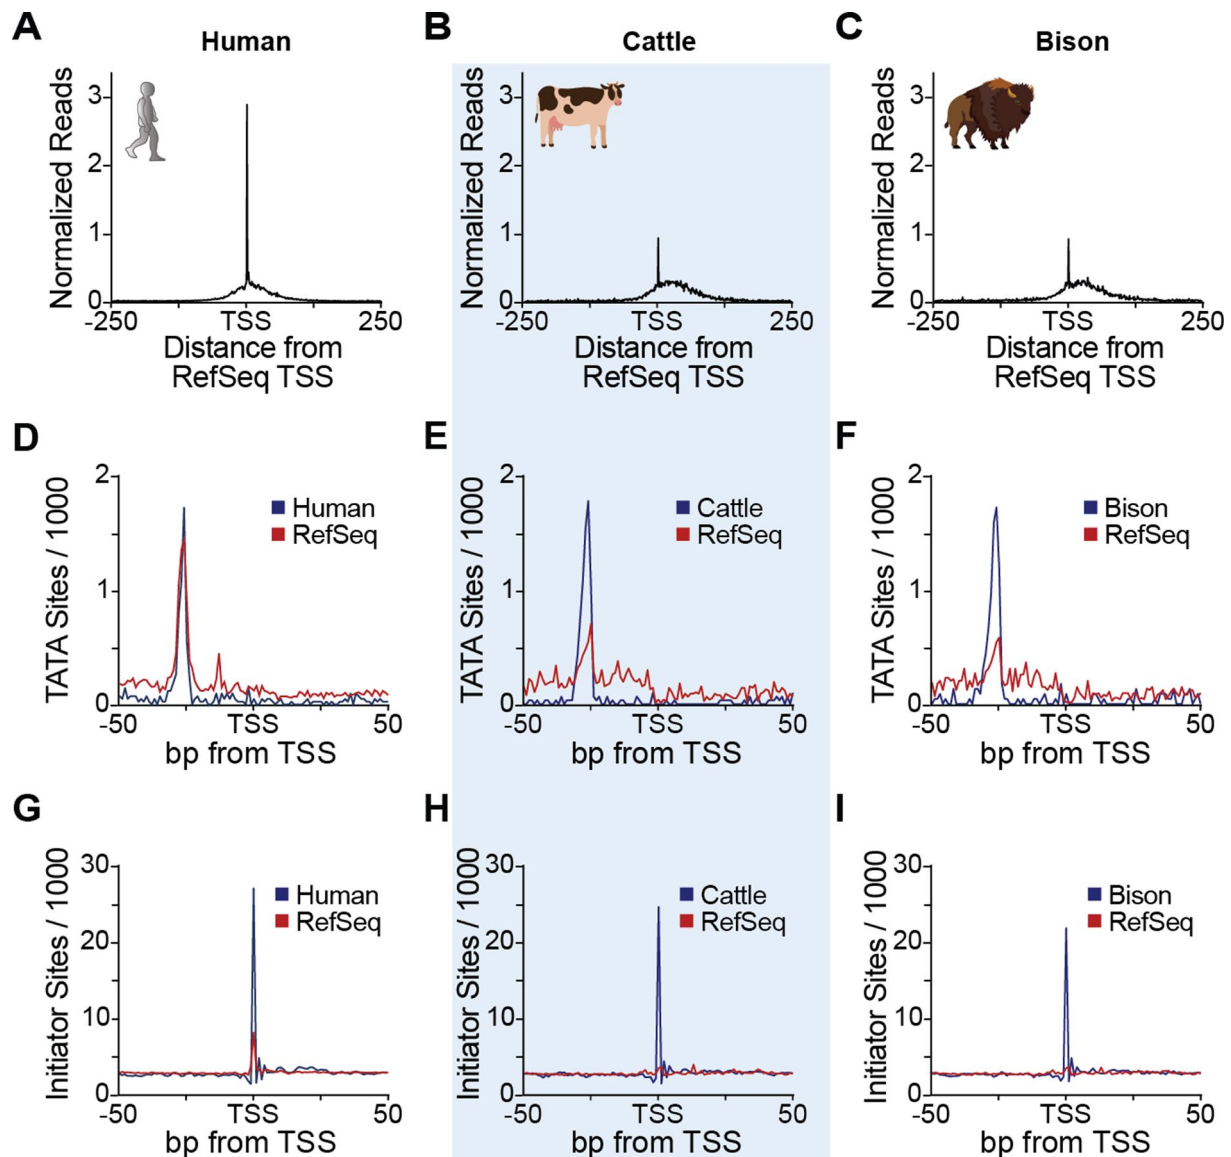 A
Human
Normalized Reads
3
2
1
0
-250
TSS
250
Distance from
RefSeq TSS
B
Cattle
Normalized Reads
3
2
1
0
-250
TSS
250
Distance from
RefSeq TSS
C
Bison
Normalized Reads
3
2
1
0
-250
TSS
250
Distance from
RefSeq TSS
D
TATA Sites / 1000
2
1
0
Human
RefSeq
-50
TSS
50
bp from TSS
E
TATA Sites / 1000
2
1
0
Cattle
RefSeq
-50
TSS
50
bp from TSS
F
TATA Sites / 1000
2
1
0
Bison
RefSeq
-50
TSS
50
bp from TSS
G
Initiator Sites / 1000
30
20
10
0
Human
RefSeq
-50
TSS
50
bp from TSS
H
Initiator Sites / 1000
30
20
10
0
Cattle
RefSeq
-50
TSS
50
bp from TSS
I
Initiator Sites / 1000
30
20
10
0
Bison
RefSeq
-50
TSS
50
bp from TSS